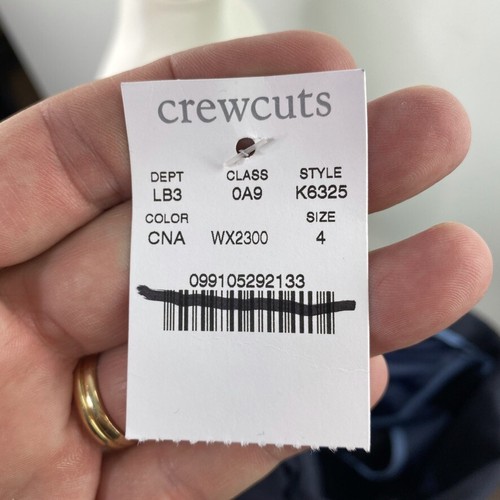 crewcuts
DEPT CLASS STYLE
LB3 0A9 K6325
COLOR SIZE
CNA WX2300 4
099105292133